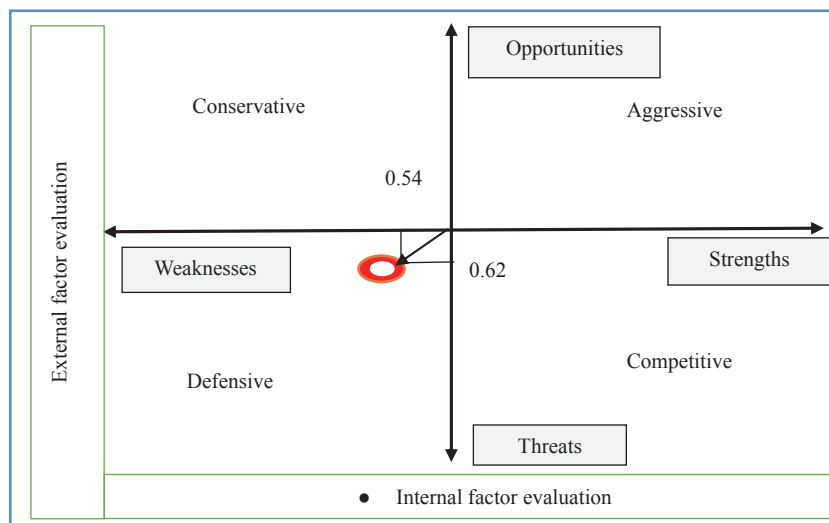 Opportunities
Conservative
Aggressive
0.54
External factor evaluation
Weaknesses
Strengths
0.62
Competitive
Defensive
Threats
● Internal factor evaluation